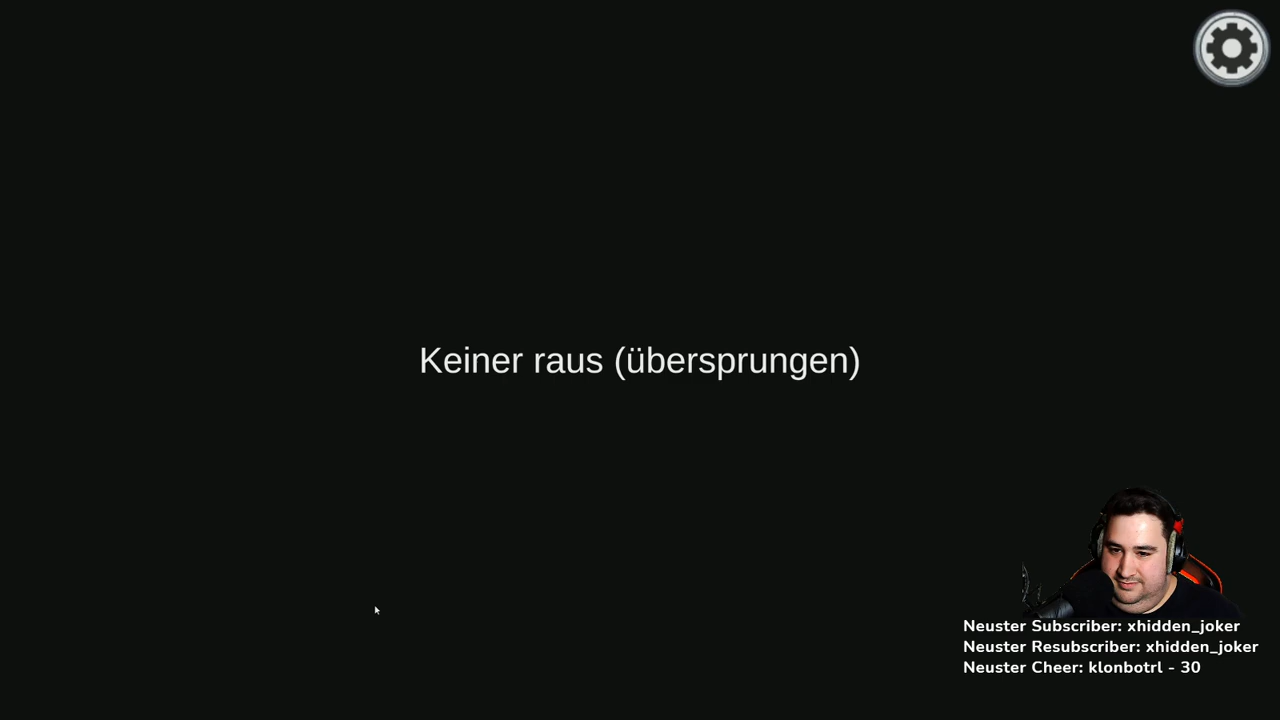 Keiner raus (übersprungen)
Neuster Subscriber: xhidden_joker
Neuster Resubscriber: xhidden_joker
Neuster Cheer: klonbotrl - 30